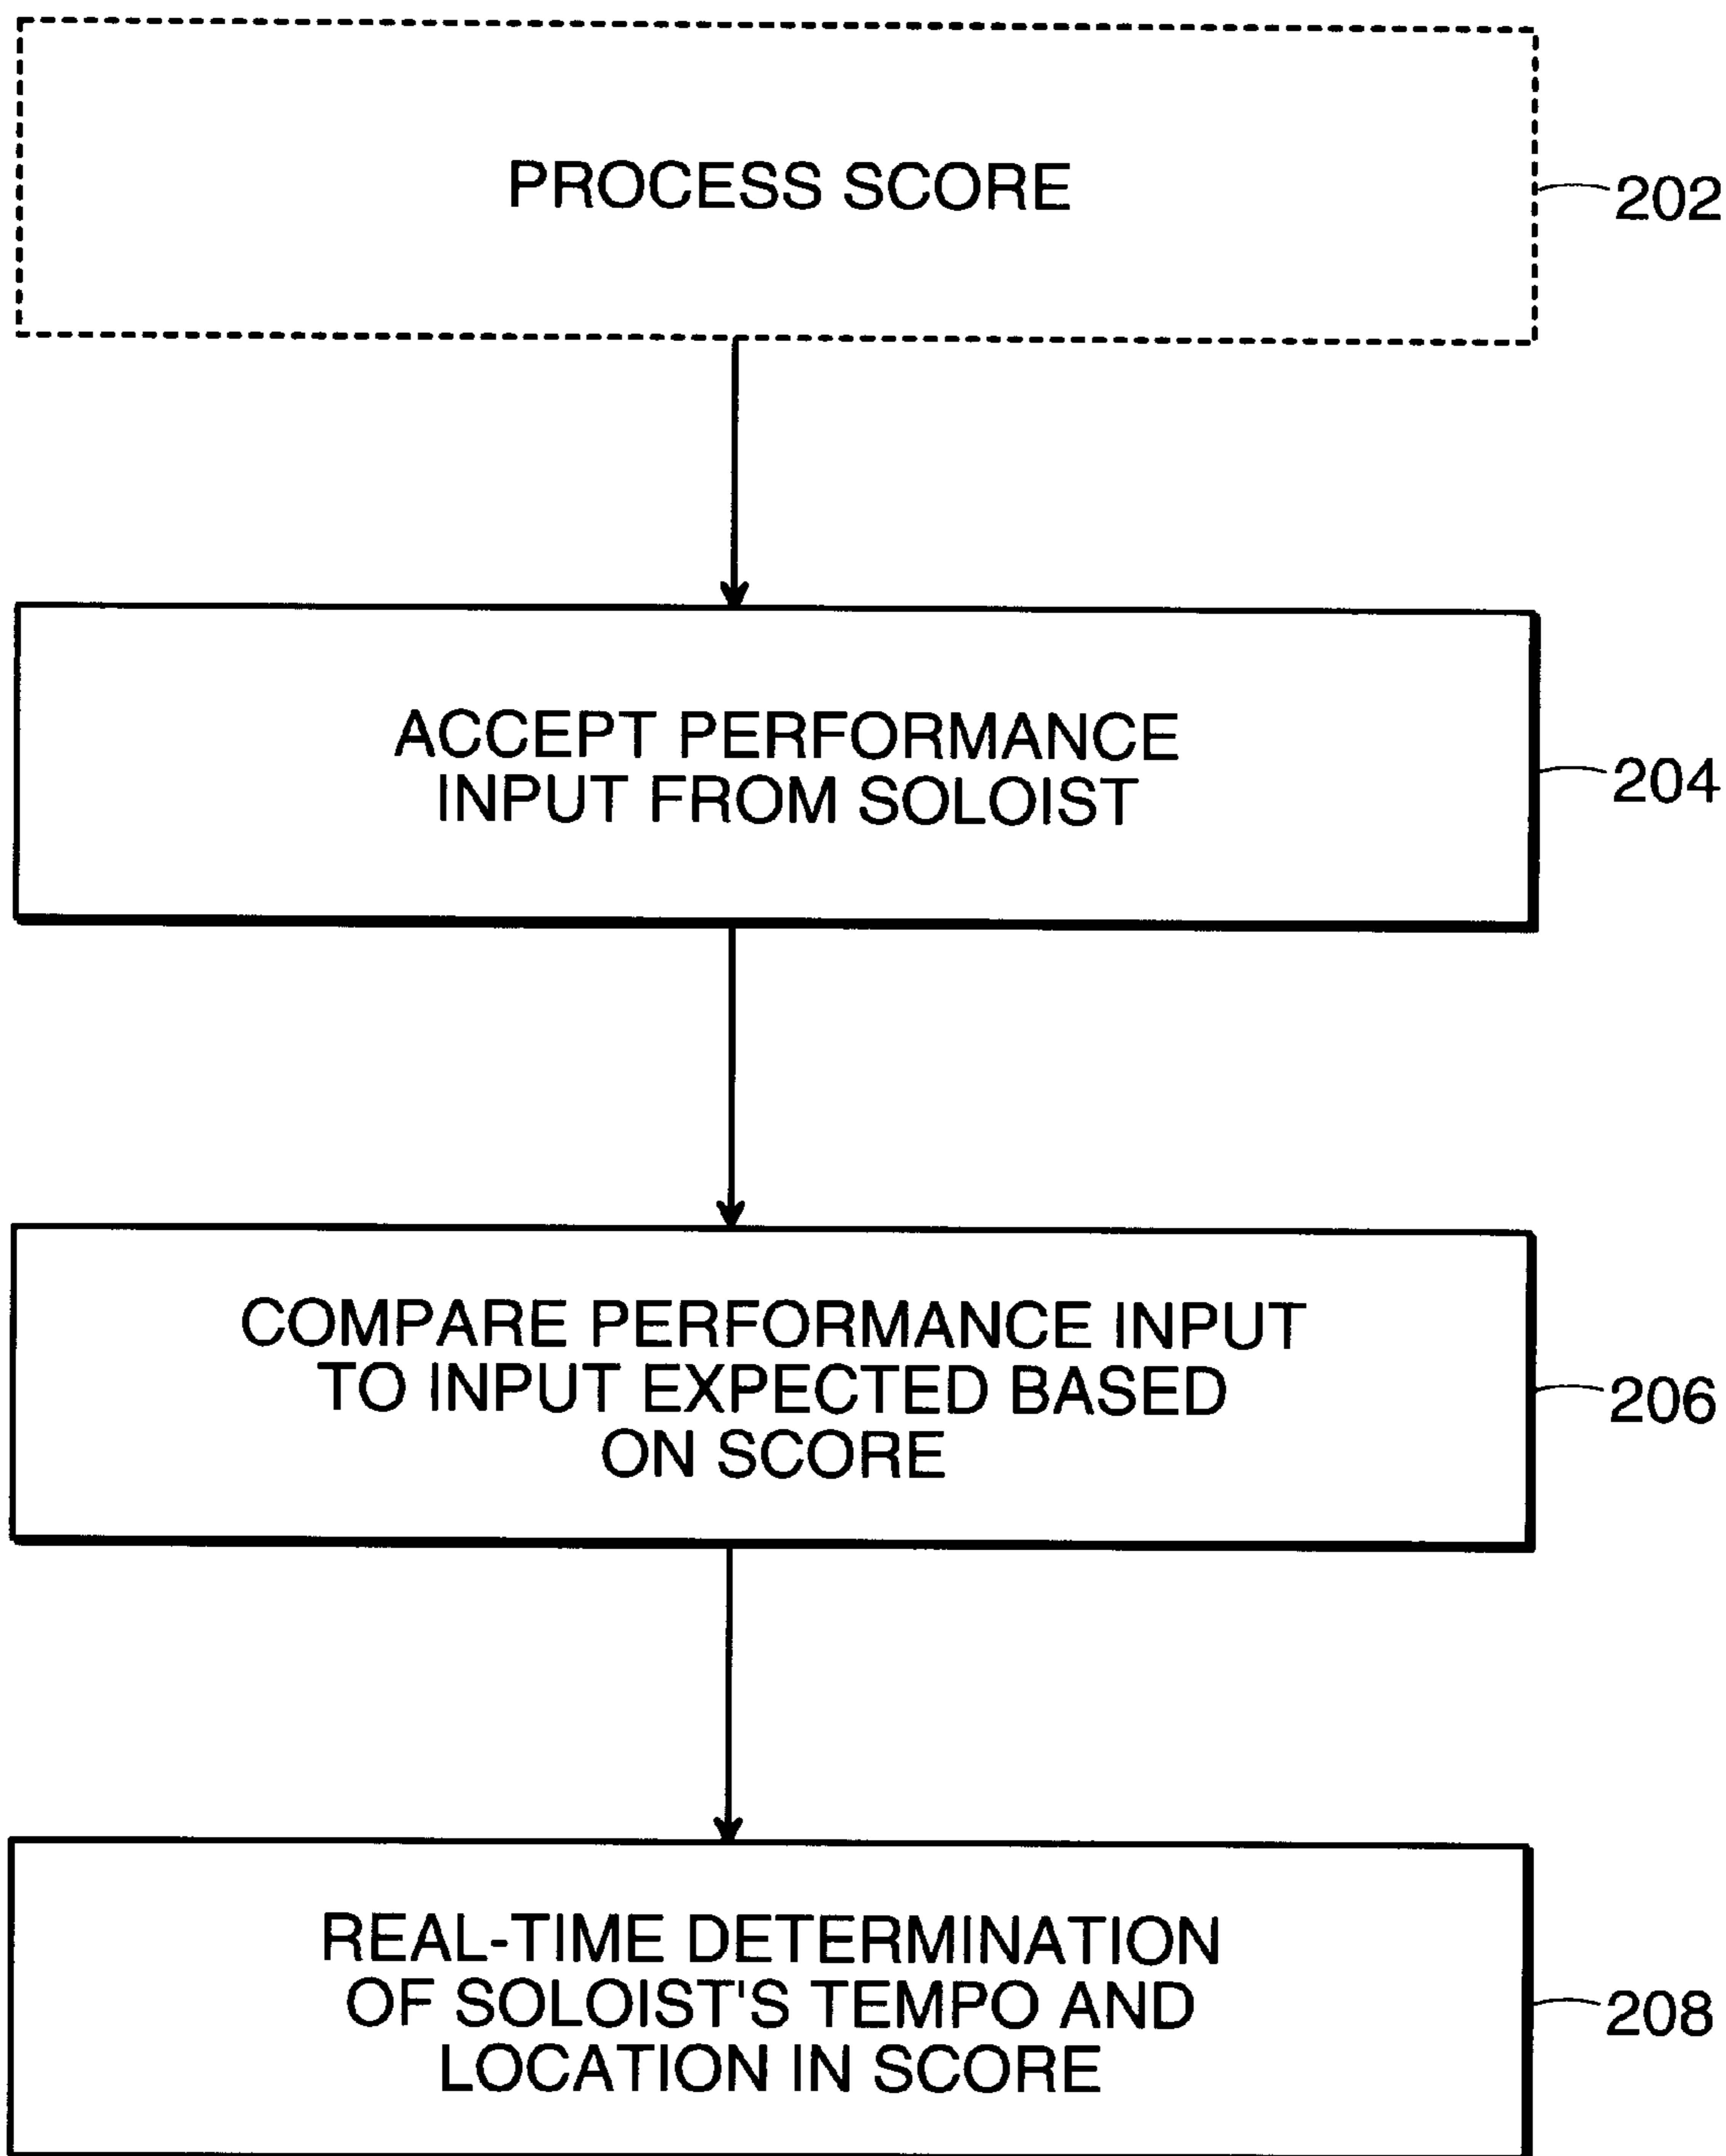 PROCESS SCORE
202
ACCEPT PERFORMANCE
INPUT FROM SOLOIST
204
COMPARE PERFORMANCE INPUT
TO INPUT EXPECTED BASED
ON SCORE
206
REAL-TIME DETERMINATION
OF SOLOIST'S TEMPO AND
LOCATION IN SCORE
208